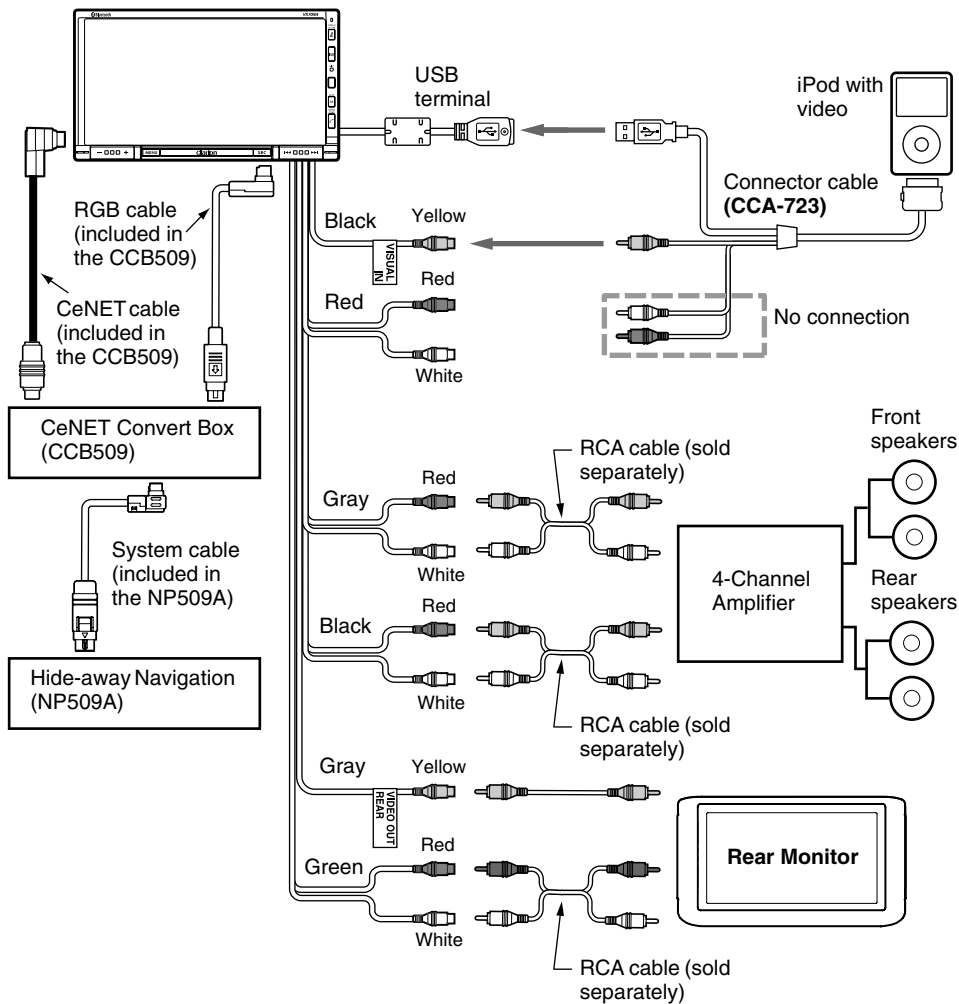 Bluetooth
USB
terminal
iPod with
video
- +
MENU
clarion
SRC
RGB cable
(included in
the CCB509)
Black
Yellow
VISUAL
IN
Connector cable
(CCA-723)
Red
Red
White
No connection
CeNET cable
(included in
the CCB509)
CeNET Convert Box
(CCB509)
System cable
(included in
the NP509A)
Hide-away Navigation
(NP509A)
Gray
Red
White
RCA cable (sold
separately)
Front
speakers
4-Channel
Amplifier
Rear
speakers
Black
Red
White
RCA cable (sold
separately)
Gray
Yellow
VIDEO OUT
REAR
Rear Monitor
Green
Red
White
RCA cable (sold
separately)